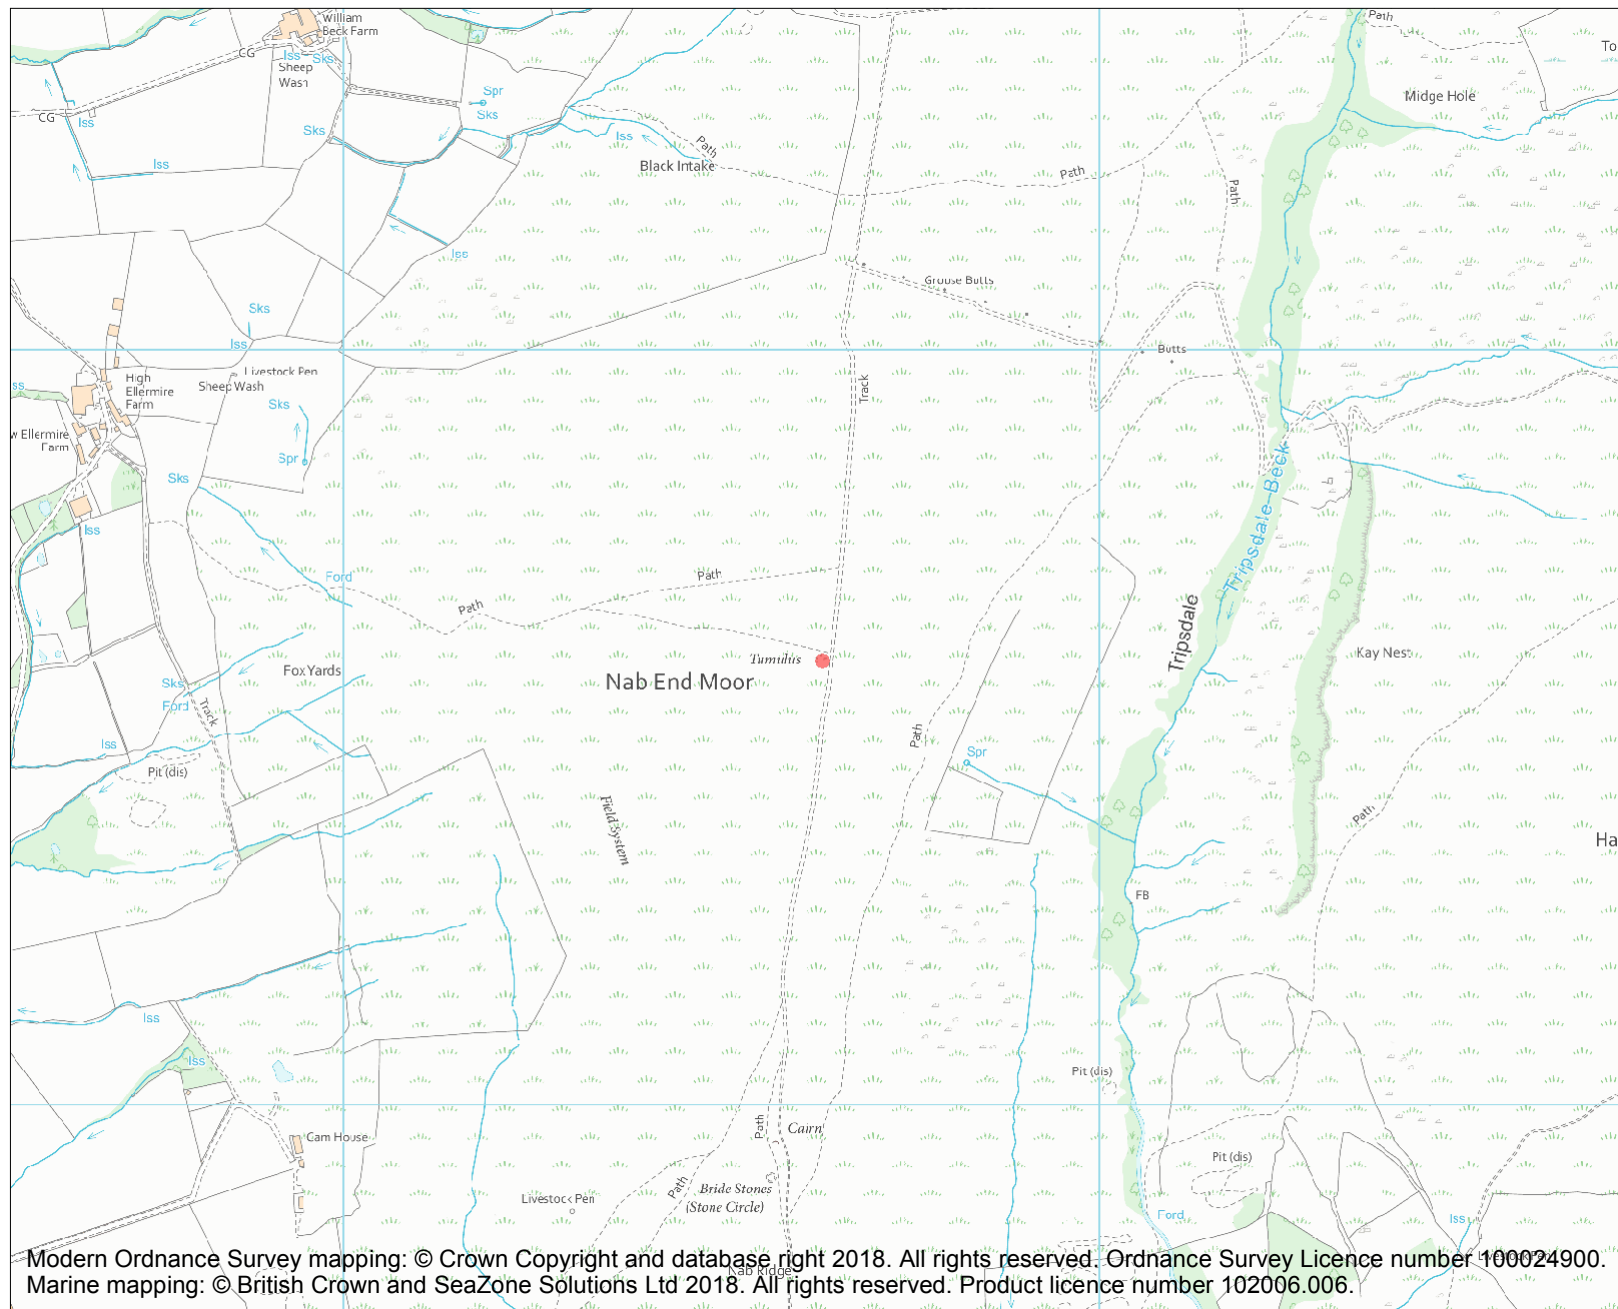 William
Beck Farm
Path
To
CG
Iss
Sks
Sheep
Wash
Spr
Sks
Midge Hole
CG
Iss
Sks
Iss
Path
Iss
Black Intake
Path
Path
Iss
Grouse Butts
Sks
Iss
Butts
Livestock Pen
Sheep Wash
High
Ellermire
Farm
Track
ss
Sks
w Ellermire
Farm
Spr
Sks
Tripsdale Beck
Iss
Ford
Path
Path
Tripsdale
Kay Nest
Tumulus
Fox Yards
Nab End Moor
Sks
Ford
Track
Path
Iss
Spr
Pit (dis)
Field System
Path
Ha
FB
Iss
Iss
Pit (dis)
Cam House
Path
Cairn
Pit (dis)
Path
Bride Stones
(Stone Circle)
Livestock Pen
Ford
Iss
Livestock Pen
Nab Ridge
Modern Ordnance Survey mapping: © Crown Copyright and database right 2018. All rights reserved. Ordnance Survey Licence number 100024900.
Marine mapping: © British Crown and SeaZone Solutions Ltd 2018. All rights reserved. Product licence number 102006.006.